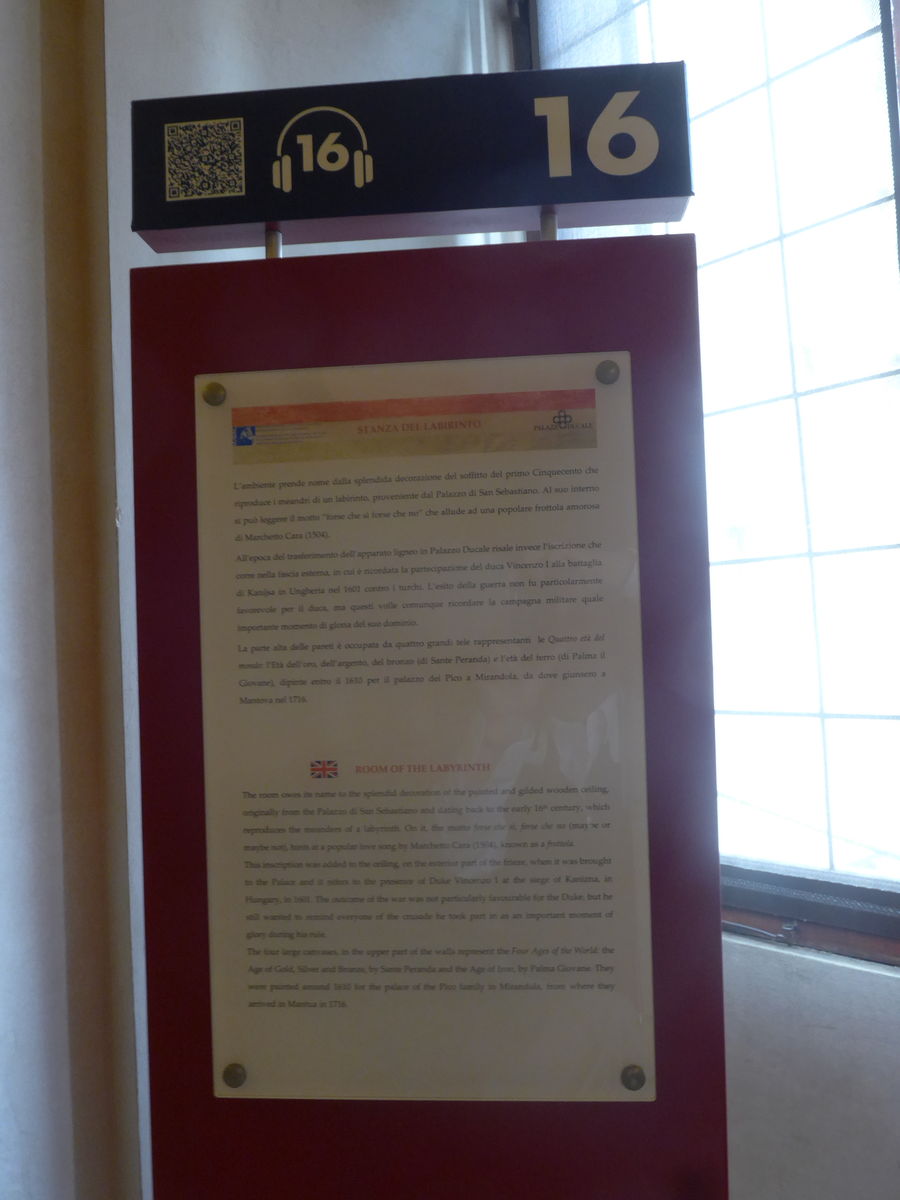 16
16
STANZA DEL LABIRINTO
PALAZZO DUCALE
L'ambiente prende nome dalla splendida decorazione del soffitto del primo Cinquecento che
riproduce i meandri di un labirinto, proveniente dal Palazzo di San Sebastiano. Al suo interno
si può leggere il motto "forse che sì forse che no" che allude ad una popolare frottola amorosa
di Marchetto Cara (1504).
All'epoca del trasferimento dell'apparato ligneo in Palazzo Ducale risale invece l'iscrizione che
corre nella fascia esterna, in cui è ricordata la partecipazione del duca Vincenzo I alla battaglia
di Kanijsa in Ungheria nel 1601 contro i turchi. L'esito della guerra non fu particolarmente
favorevole per il duca, ma questi volle comunque ricordare la campagna militare quale
importante momento di gloria del suo dominio.
La parte alta delle pareti è occupata da quattro grandi tele rappresentanti le Quattro età del
mondo: l'Età dell'oro, dell'argento, del bronzo (di Sante Peranda) e l'età del ferro (di Palma il
Giovane), dipinte entro il 1610 per il palazzo dei Pico a Mirandola, da dove giunsero a
Mantova nel 1716.
ROOM OF THE LABYRINTH
The room owes its name to the splendid decoration of the painted and gilded wooden ceiling,
originally from the Palazzo di San Sebastiano and dating back to the early 16th century, which
reproduces the meanders of a labyrinth. On it, the motto forse che sì, forse che no (maybe or
maybe not), hints at a popular love song by Marchetto Cara (1504), known as a frottola.
This inscription was added to the ceiling, on the exterior part of the frieze, when it was brought
to the Palace and it refers to the presence of Duke Vincenzo I at the siege of Kanizsa, in
Hungary, in 1601. The outcome of the war was not particularly favourable for the Duke, but he
still wanted to remind everyone of the crusade he took part in as an important moment of
glory during his rule.
The four large canvases, in the upper part of the walls represent the Four Ages of the World: the
Age of Gold, Silver and Bronze, by Sante Peranda and the Age of Iron, by Palma Giovane. They
were painted around 1610 for the palace of the Pico family in Mirandola, from where they
arrived in Mantua in 1716.